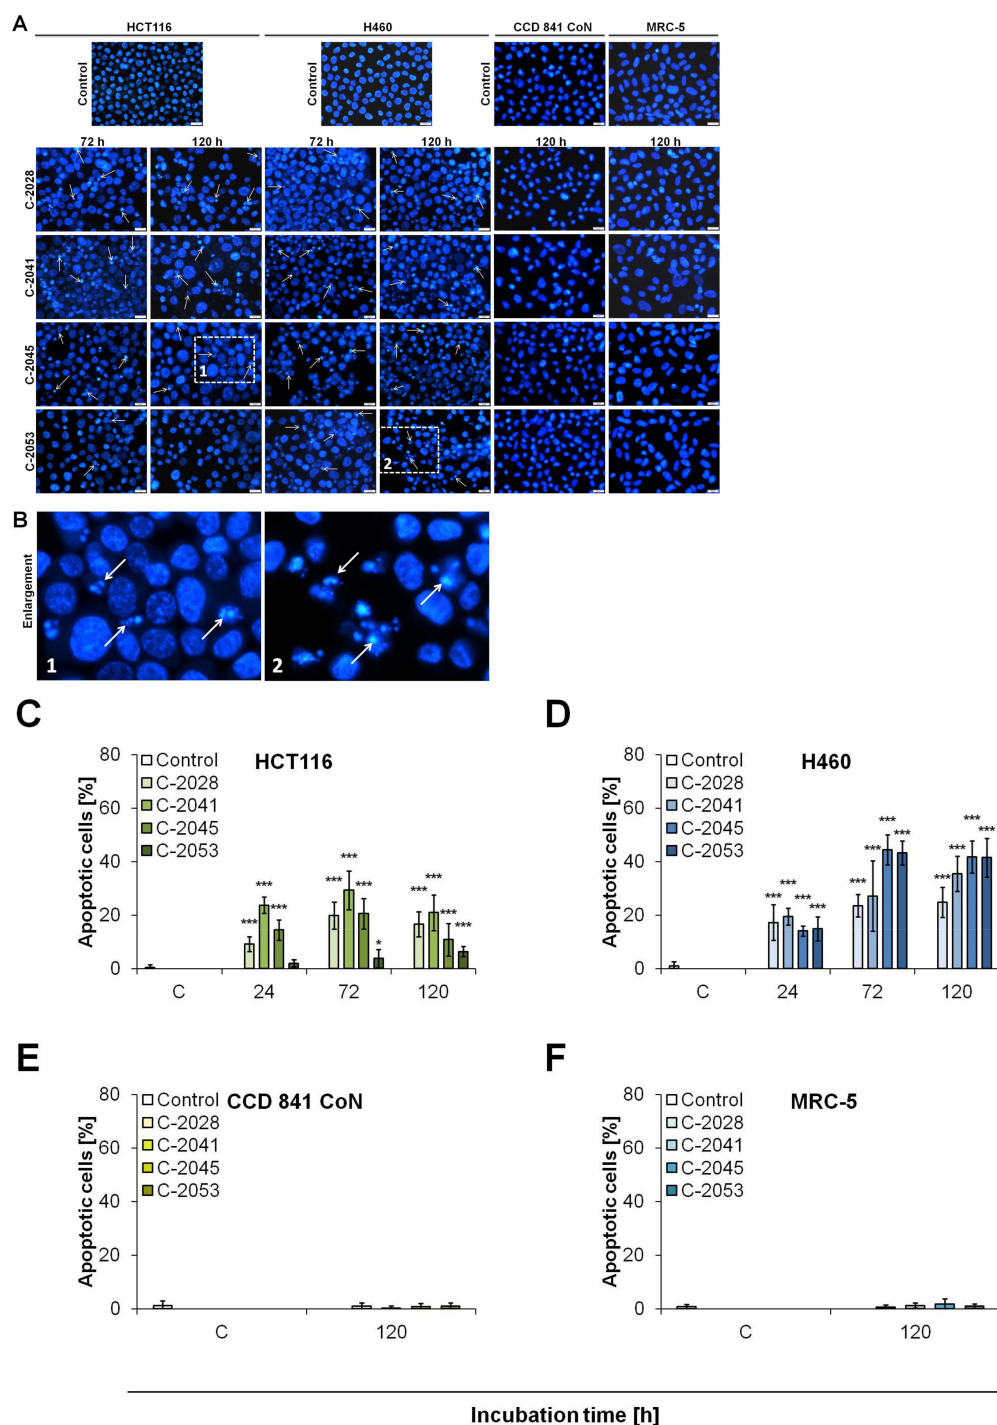 A
HCT116 H460 CCD 841 CoN MRC-5
Control Control Control
72 h 120 h 72 h 120 h 120 h 120 h
C-2028
C-2041
C-2045
1
C-2053
2
B
Enlargement
1 2
C
Apoptotic cells [%]
80
60
40
20
0
Control
C-2028
C-2041
C-2045
C-2053
HCT116
*** *** ***
*** *** *** *
*** *** *** ***
C 24 72 120
D
Apoptotic cells [%]
80
60
40
20
0
Control
C-2028
C-2041
C-2045
C-2053
H460
*** *** *** ***
*** *** *** ***
*** *** *** ***
C 24 72 120
E
Apoptotic cells [%]
80
60
40
20
0
Control
C-2028
C-2041
C-2045
C-2053
CCD 841 CoN
C 120
F
Apoptotic cells [%]
80
60
40
20
0
Control
C-2028
C-2041
C-2045
C-2053
MRC-5
C 120
Incubation time [h]